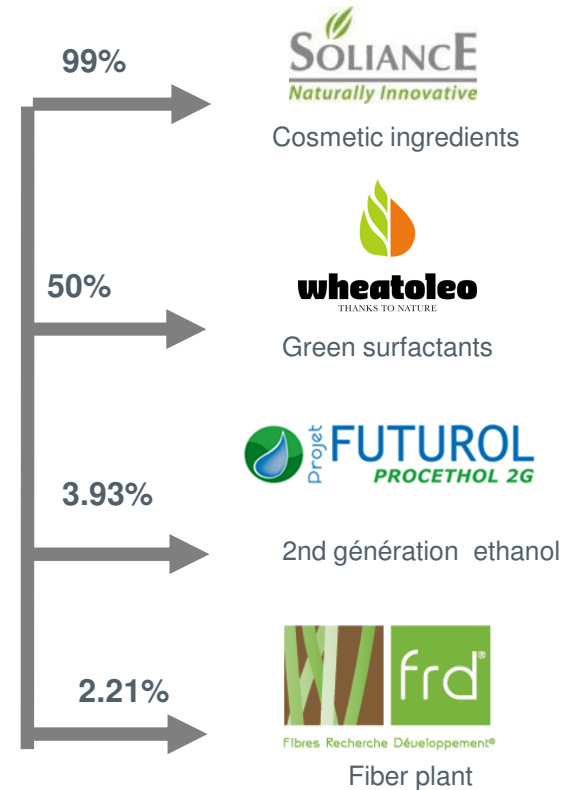 99%
SOLIANCE
Naturally Innovative
Cosmetic ingredients
50%
wheatoleo
THANKS TO NATURE
Green surfactants
Projet
FUTUROL
PROCETHOL 2G
3.93%
2nd génération ethanol
2.21%
frd®
Fibres Recherche Développement®
Fiber plant